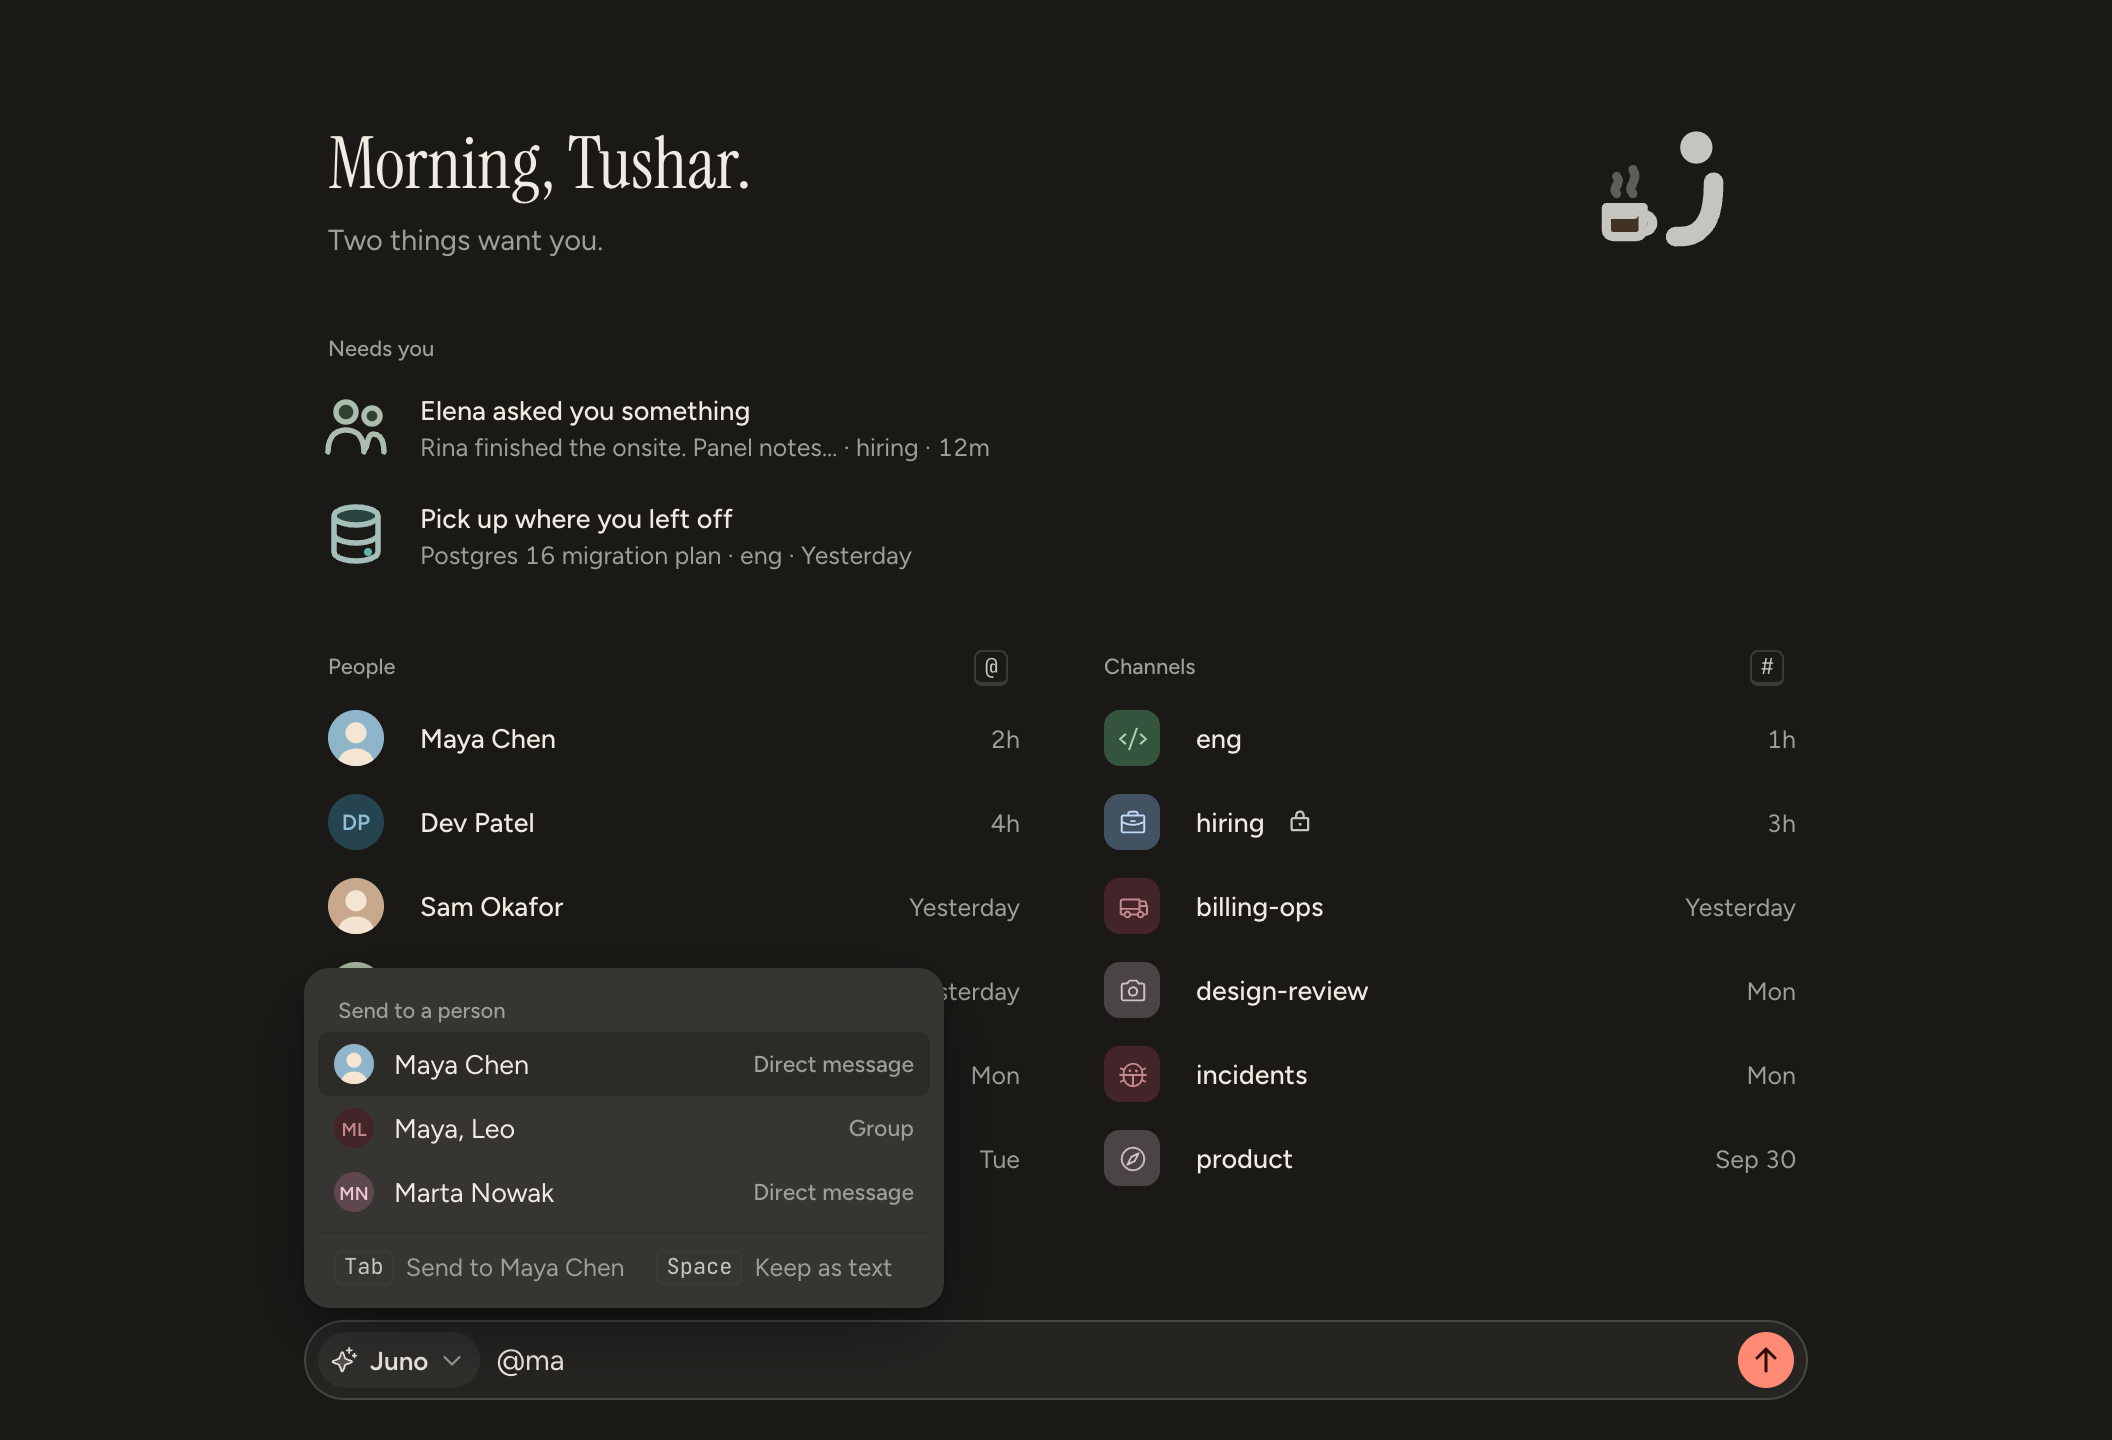 Morning, Tushar.
Two things want you.
Needs you
Elena asked you something
Rina finished the onsite. Panel notes... · hiring · 12m
Pick up where you left off
Postgres 16 migration plan · eng · Yesterday
People @
Maya Chen 2h
DP Dev Patel 4h
Sam Okafor Yesterday
sterday
Mon
Tue
Channels #
eng 1h
hiring 3h
billing-ops Yesterday
design-review Mon
incidents Mon
product Sep 30
Send to a person
Maya Chen Direct message
ML Maya, Leo Group
MN Marta Nowak Direct message
Tab Send to Maya Chen Space Keep as text
Juno @ma